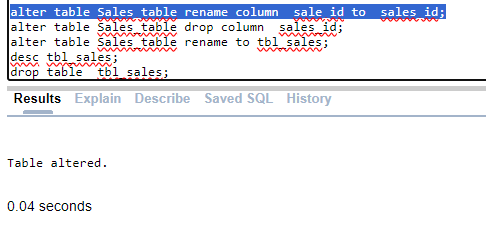 alter table Sales_table rename column  sale_id to  sales_id;
alter table Sales_table drop column  sales_id;
alter table Sales_table rename to tbl_sales;
desc tbl_sales;
drop table  tbl_sales;
Results Explain Describe Saved SQL History
Table altered.
0.04 seconds